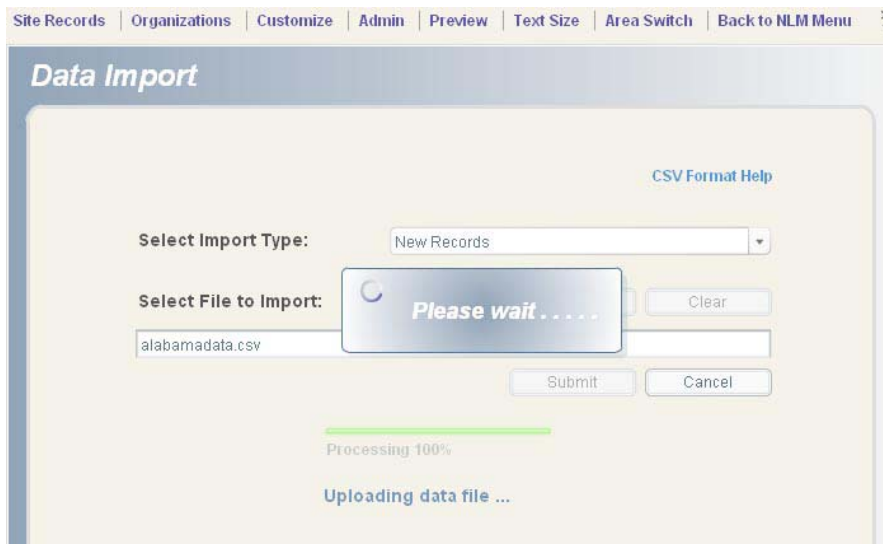 Site Records | Organizations | Customize | Admin | Preview | Text Size | Area Switch | Back to NLM Menu
Data Import
CSV Format Help
Select Import Type: New Records
Select File to Import: Clear
Please wait . . . . .
alabamadata.csv
Submit Cancel
Processing 100%
Uploading data file ...